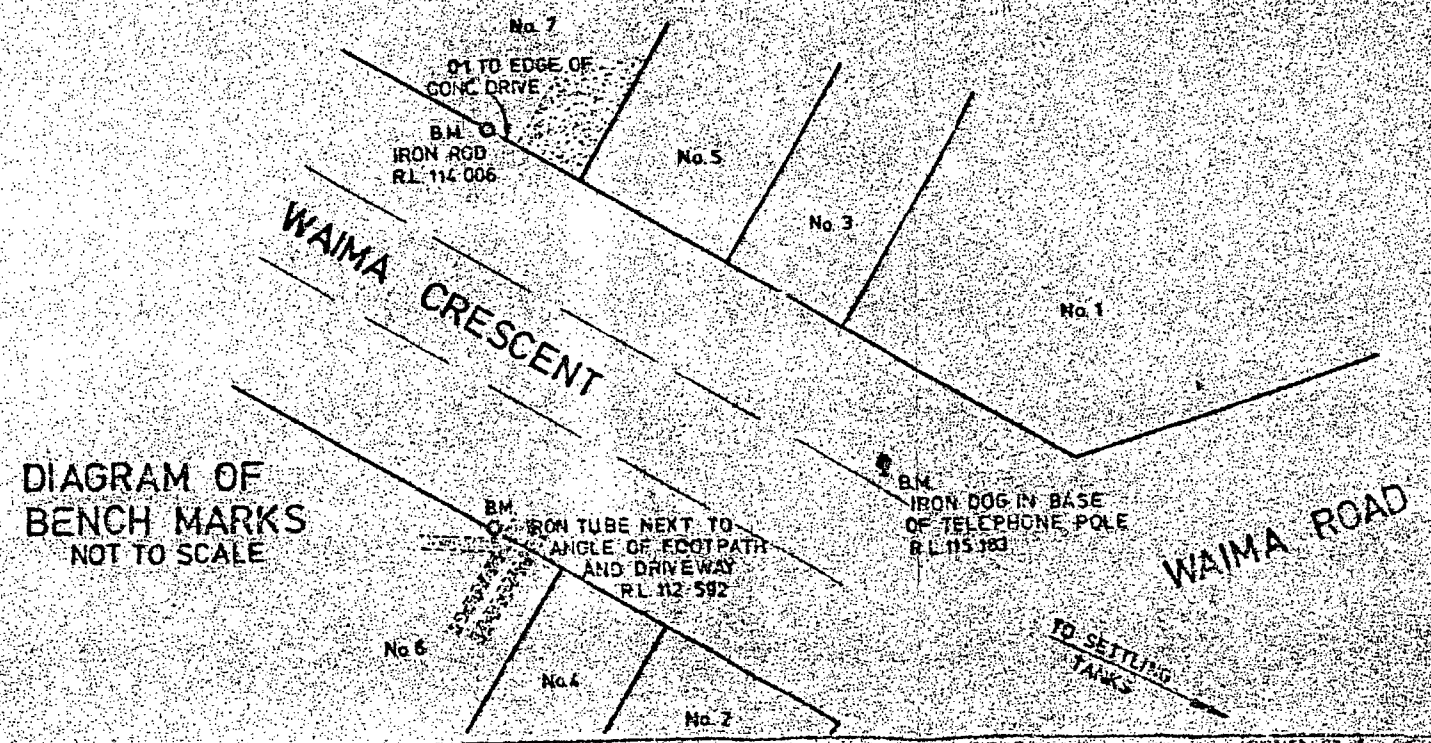 No. 7
0·1 TO EDGE OF
CONC DRIVE
B.M.
IRON ROD
R.L. 114·006
No. 5
No. 3
No. 1
WAIMA CRESCENT
DIAGRAM OF
BENCH MARKS
NOT TO SCALE
B.M.
IRON TUBE NEXT TO
ANGLE OF FOOTPATH
AND DRIVEWAY
R.L. 112·592
B.M.
IRON DOG IN BASE
OF TELEPHONE POLE
R.L.
WAIMA ROAD
TO SETTLING
TANKS
No. 6
No. 4
No. 2